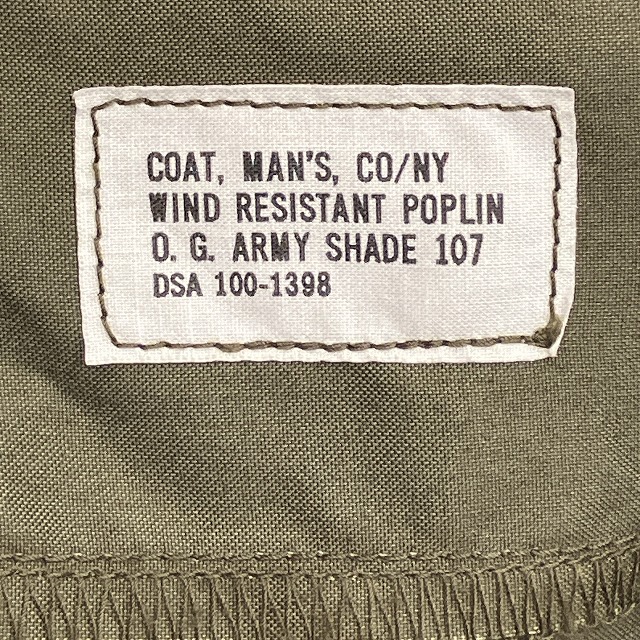 COAT, MAN'S, CO/NY
WIND RESISTANT POPLIN
O. G. ARMY SHADE 107
DSA 100-1398